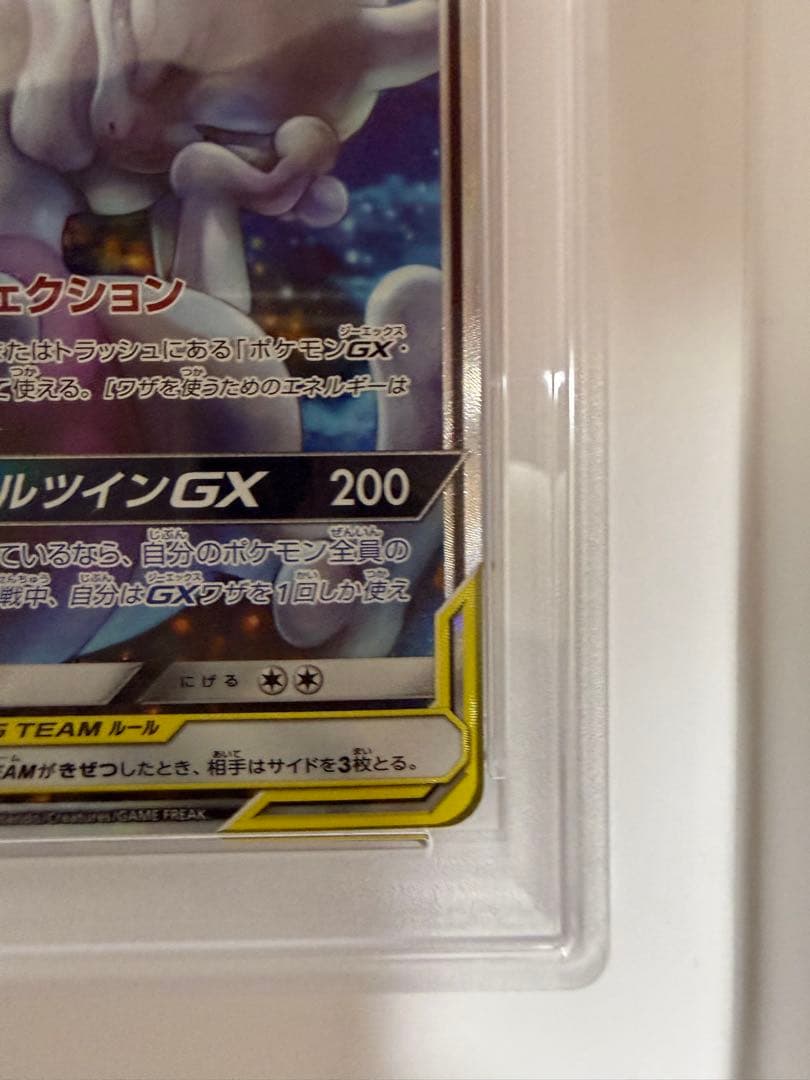 ェクション
たはトラッシュにある「ポケモンGX・
て使える。[ワザを使うためのエネルギーは
ルツインGX 200
ているなら、自分のポケモン全員の
戦中、自分はGXワザを1回しか使え
にげる
G TEAM ルール
EAMがきぜつしたとき、相手はサイドを3枚とる。
Creatures/GAME FREAK